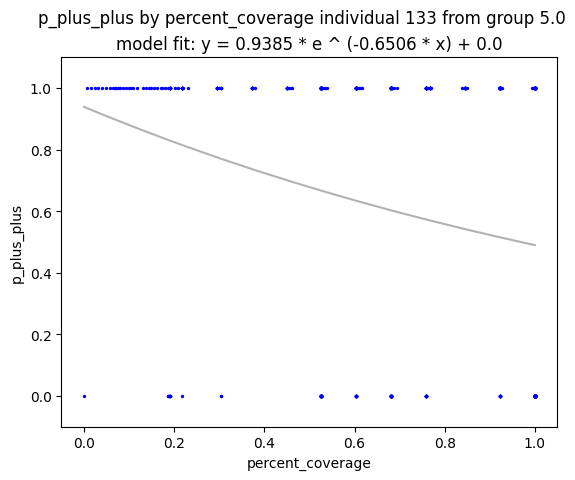 p_plus_plus by percent_coverage individual 133 from group 5.0
model fit: y = 0.9385 * e ^ (-0.6506 * x) + 0.0
1.0
0.8
0.6
0.4
0.2
0.0
p_plus_plus
0.0 0.2 0.4 0.6 0.8 1.0
percent_coverage